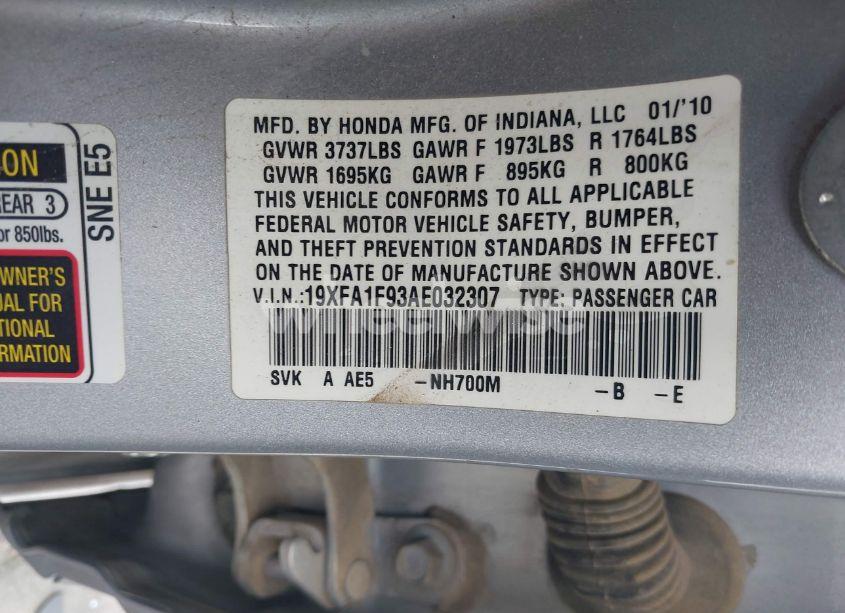 ON
REAR 3
or 850lbs.
OWNER'S
UAL FOR
TIONAL
FORMATION
SNE E5
MFD. BY HONDA MFG. OF INDIANA, LLC 01/'10
GVWR 3737LBS GAWR F 1973LBS R 1764LBS
GVWR 1695KG GAWR F 895KG R 800KG
THIS VEHICLE CONFORMS TO ALL APPLICABLE
FEDERAL MOTOR VEHICLE SAFETY, BUMPER,
AND THEFT PREVENTION STANDARDS IN EFFECT
ON THE DATE OF MANUFACTURE SHOWN ABOVE.
V.I.N.:19XFA1F93AE032307 TYPE: PASSENGER CAR
SVK A AE5 -NH700M -B -E